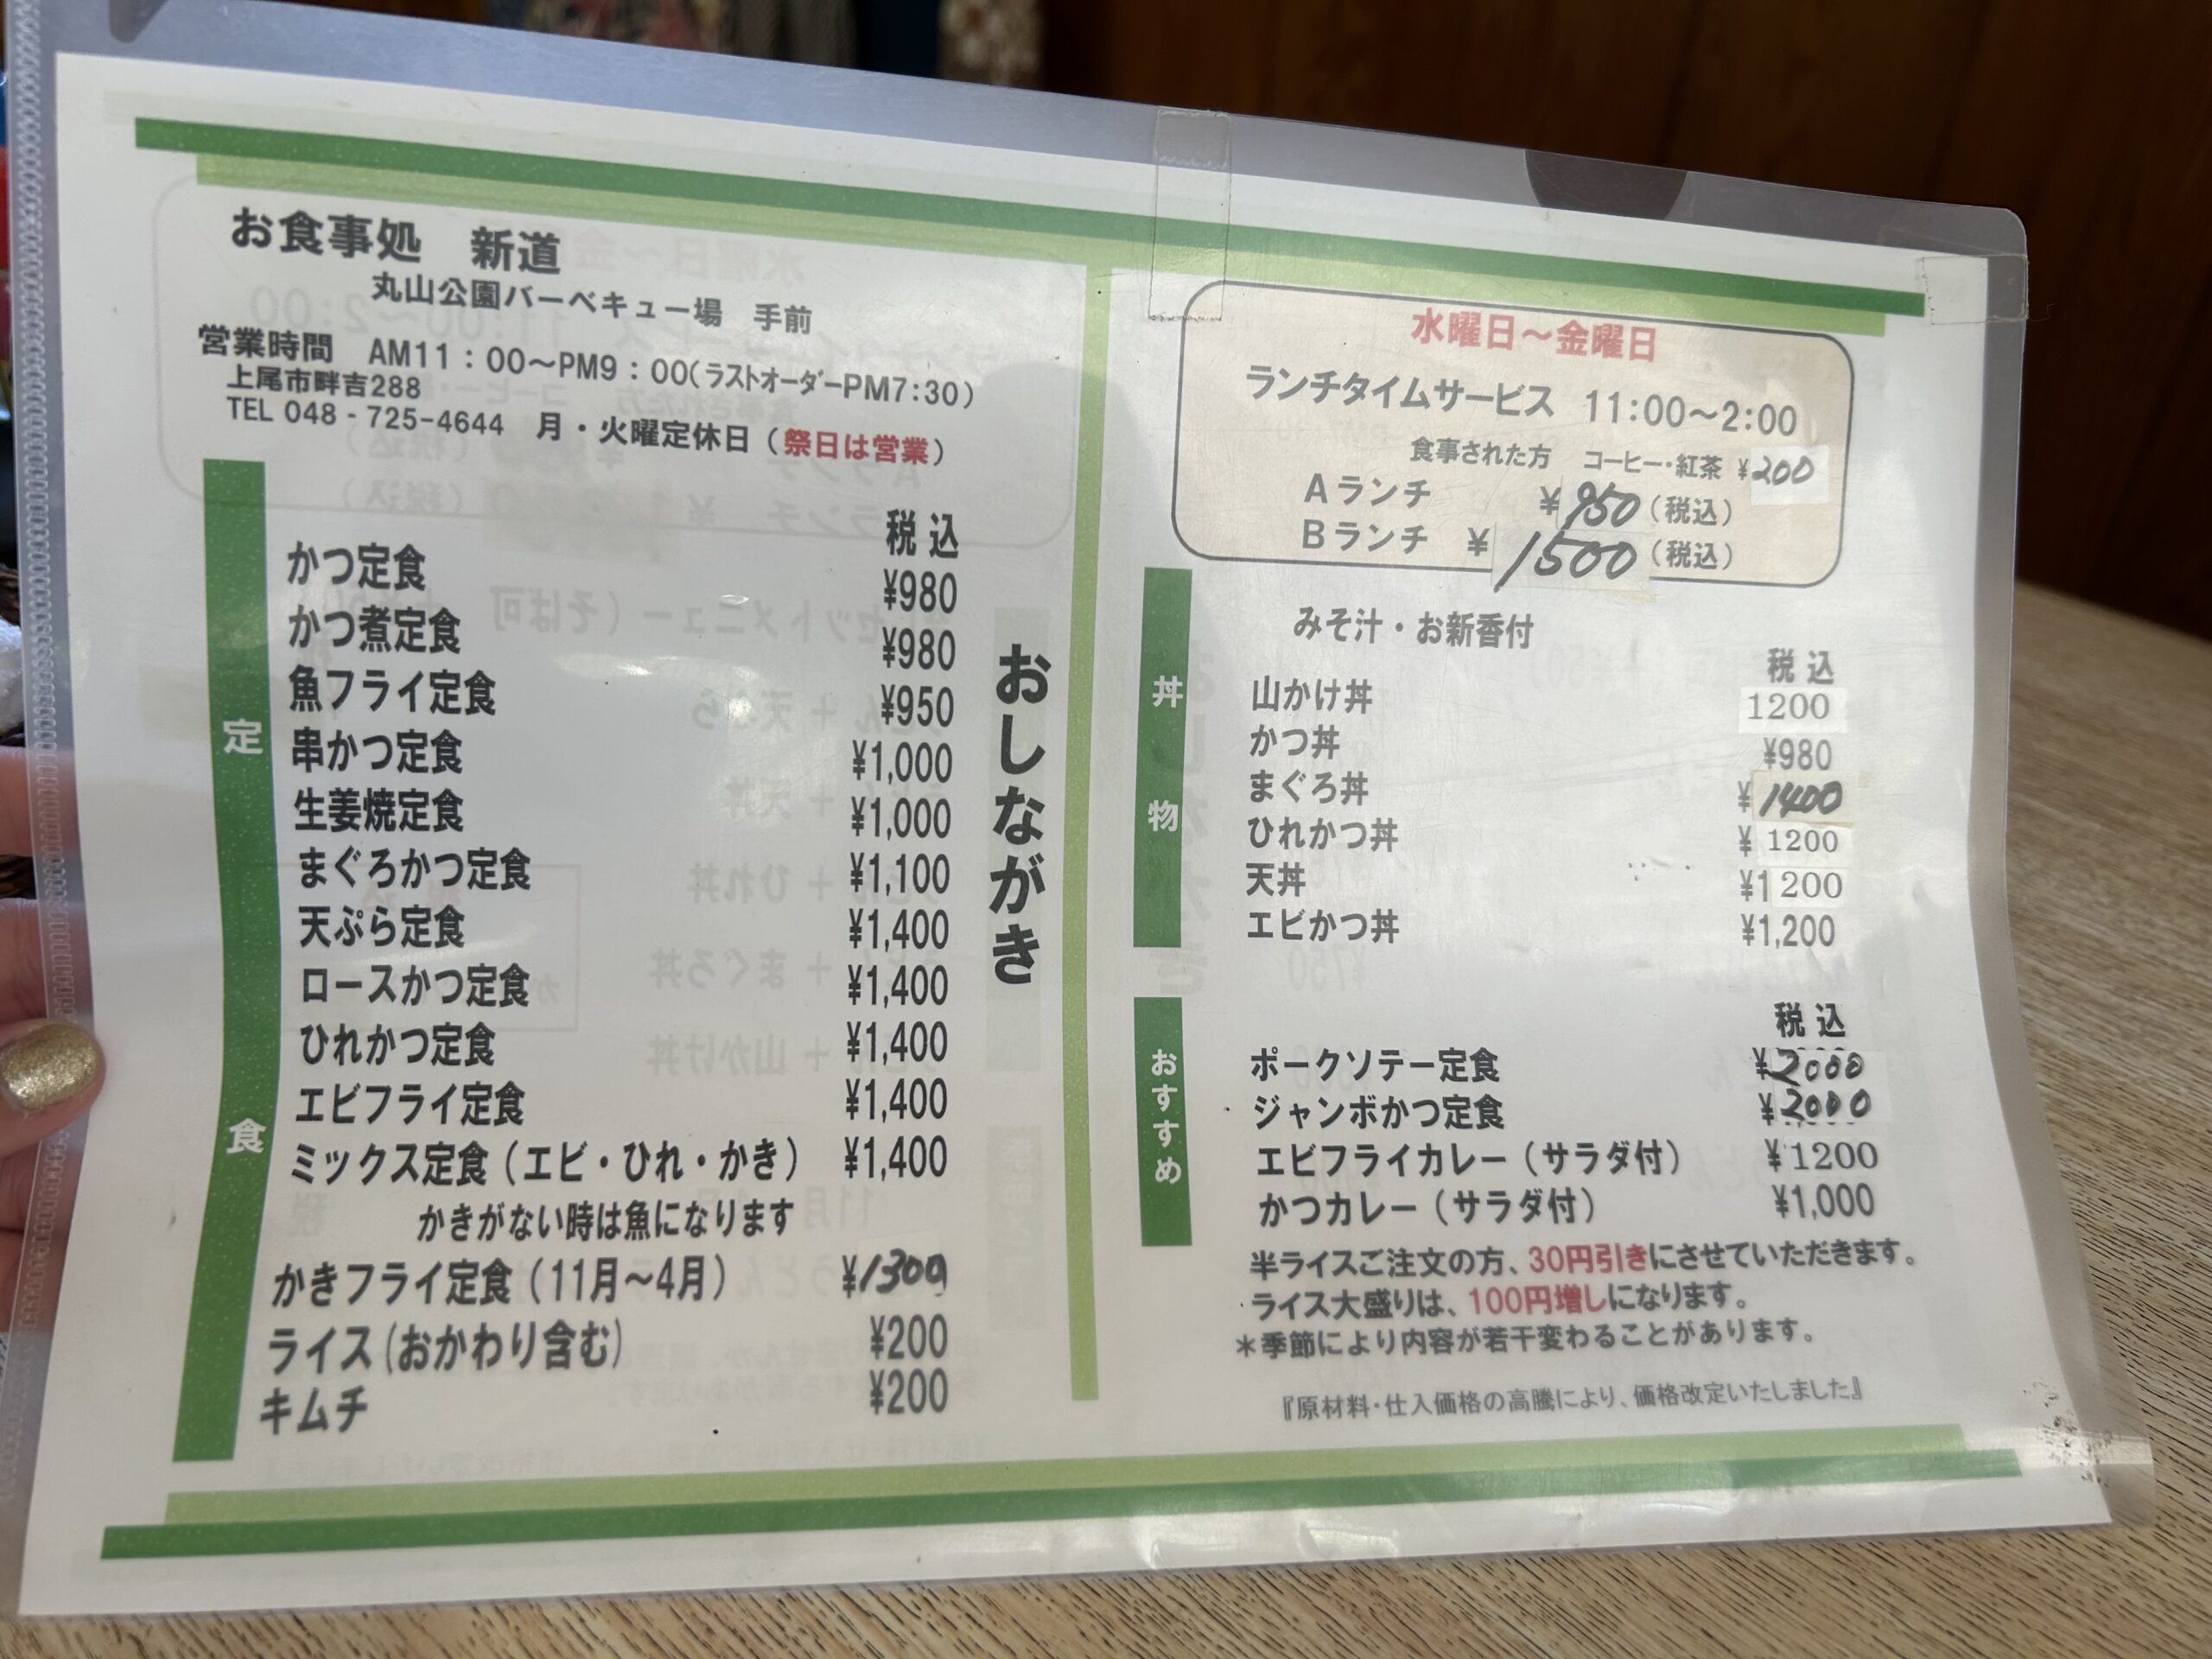 お食事処　新道
丸山公園バーベキュー場　手前
営業時間　AM11：00～PM9：00(ラストオーダーPM7:30)
上尾市畔吉288
TEL 048‐725-4644　月・火曜定休日（祭日は営業）
おしながき
定食
税込
かつ定食 ¥980
かつ煮定食 ¥980
魚フライ定食 ¥950
串かつ定食 ¥1,000
生姜焼定食 ¥1,000
まぐろかつ定食 ¥1,100
天ぷら定食 ¥1,400
ロースかつ定食 ¥1,400
ひれかつ定食 ¥1,400
エビフライ定食 ¥1,400
ミックス定食（エビ・ひれ・かき） ¥1,400
かきがない時は魚になります
かきフライ定食（11月～4月） ¥1300
ライス(おかわり含む) ¥200
キムチ ¥200
水曜日～金曜日
ランチタイムサービス　11:00～2:00
食事された方　コーヒー・紅茶 ¥200
Aランチ ¥950（税込）
Bランチ ¥1500（税込）
丼物
みそ汁・お新香付
税込
山かけ丼 1200
かつ丼 ¥980
まぐろ丼 ¥1400
ひれかつ丼 ¥1200
天丼 ¥1200
エビかつ丼 ¥1,200
おすすめ
税込
ポークソテー定食 ¥2000
ジャンボかつ定食 ¥2000
エビフライカレー（サラダ付） ¥1200
かつカレー（サラダ付） ¥1,000
半ライスご注文の方、30円引きにさせていただきます。
ライス大盛りは、100円増しになります。
＊季節により内容が若干変わることがあります。
『原材料・仕入価格の高騰により、価格改定いたしました』